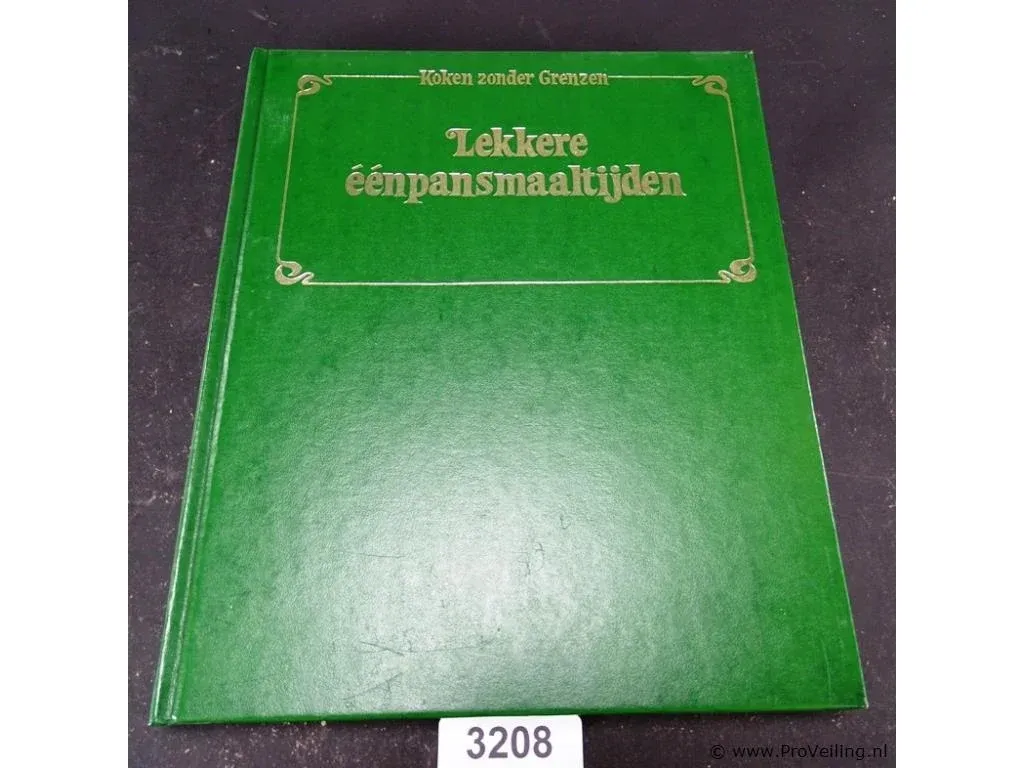 Koken zonder Grenzen
Lekkere
éénpansmaaltijden
3208
© www.ProVeiling.nl